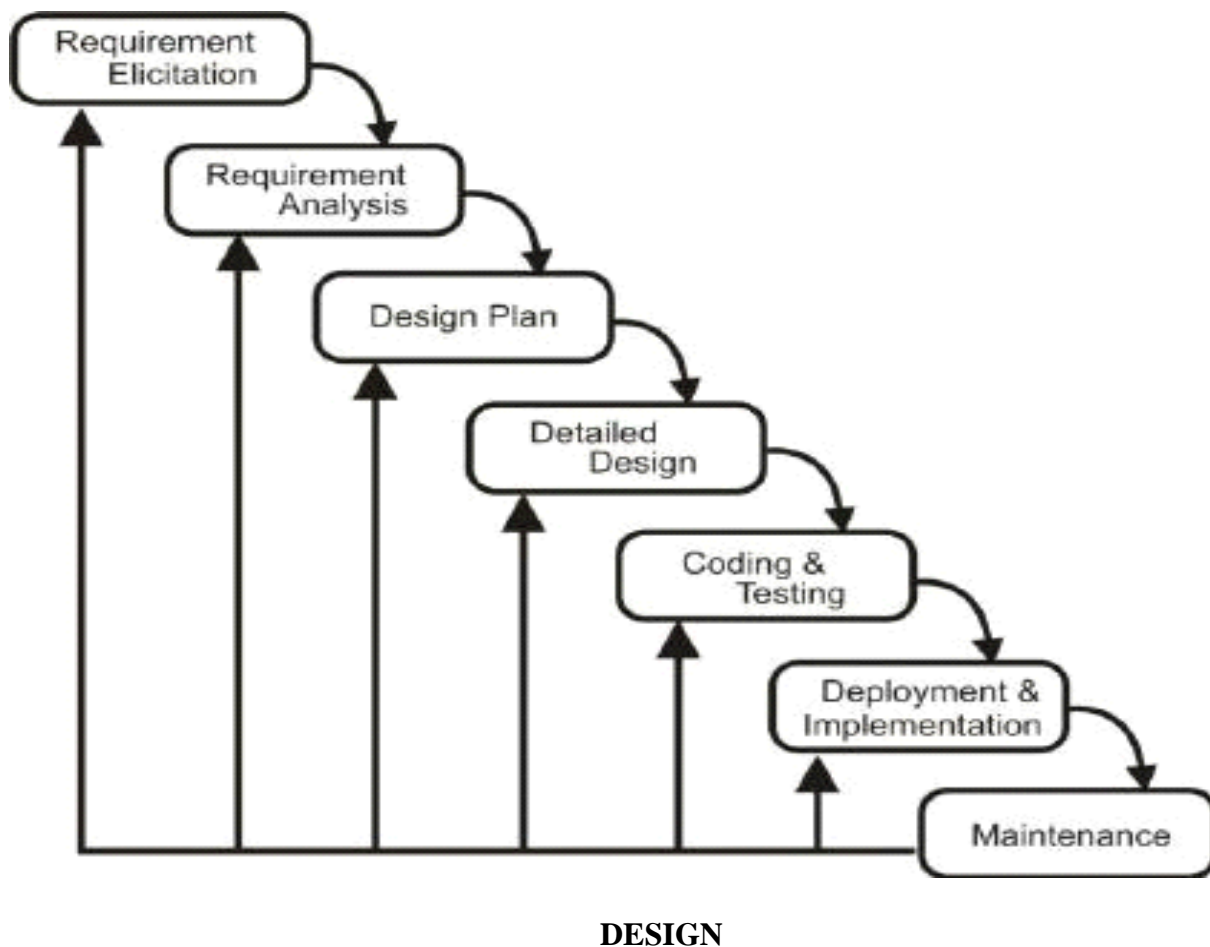 Requirement
Elicitation
Requirement
Analysis
Design Plan
Detailed
Design
Coding &
Testing
Deployment &
Implementation
Maintenance
DESIGN